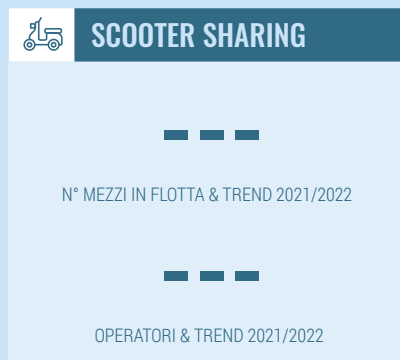 SCOOTER SHARING
---
N° MEZZI IN FLOTTA & TREND 2021/2022
---
OPERATORI & TREND 2021/2022